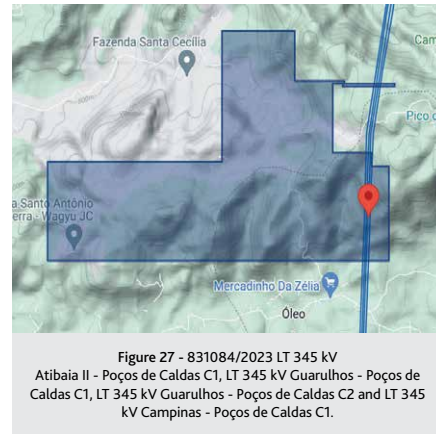 Fazenda Santa Cecília
Cam
Pico d
a Santo Antônio
erra - Wagyu JC
Mercadinho Da Zélia
Óleo
Figure 27 - 831084/2023 LT 345 kV
Atibaia II - Poços de Caldas C1, LT 345 kV Guarulhos - Poços de
Caldas C1, LT 345 kV Guarulhos - Poços de Caldas C2 and LT 345
kV Campinas - Poços de Caldas C1.